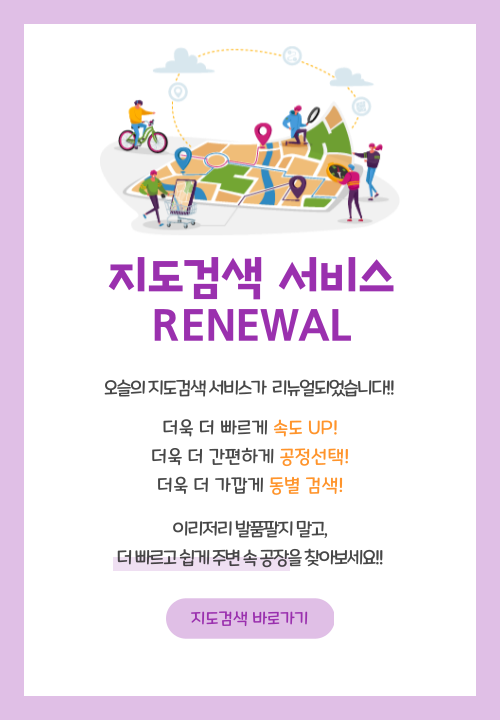 지도검색 서비스
RENEWAL
오슬의 지도검색 서비스가 리뉴얼되었습니다!!
더욱 더 빠르게 속도 UP!
더욱 더 간편하게 공정선택!
더욱 더 가깝게 동별 검색!
이리저리 발품팔지 말고,
더 빠르고 쉽게 주변 속 공장을 찾아보세요!!
지도검색 바로가기